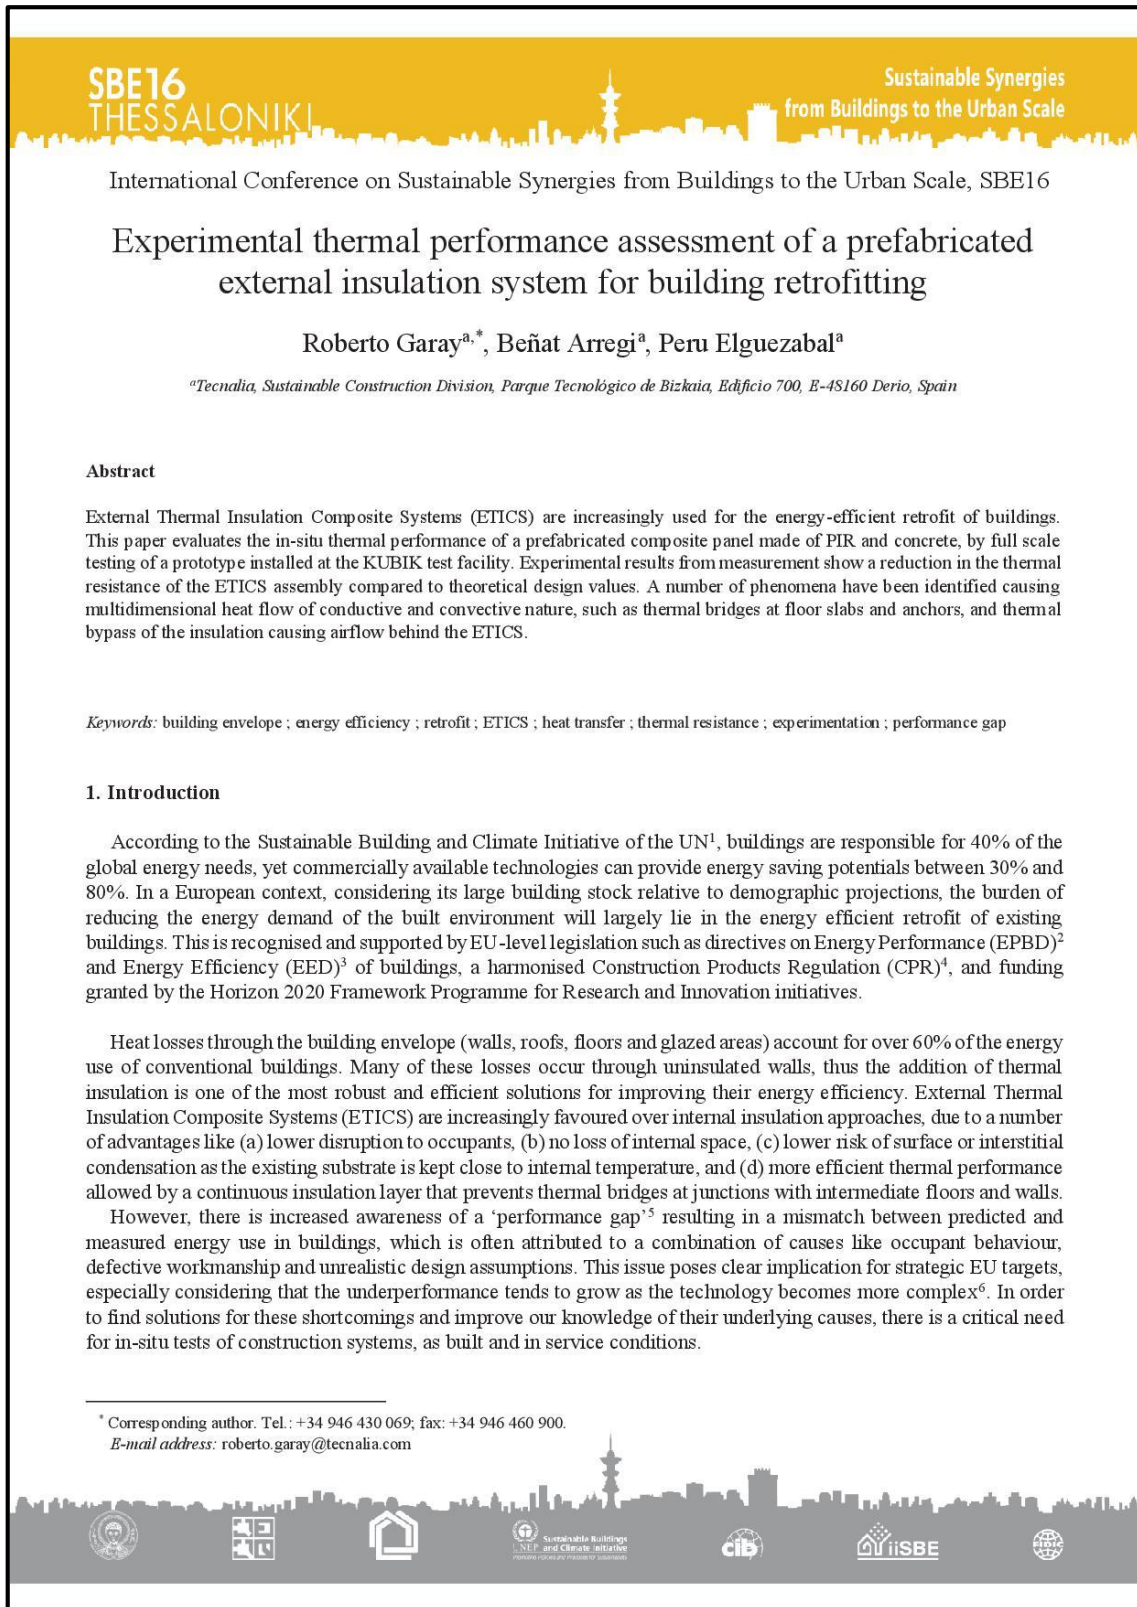 SBE16
THESSALONIKI
Sustainable Synergies
from Buildings to the Urban Scale
International Conference on Sustainable Synergies from Buildings to the Urban Scale, SBE16
Experimental thermal performance assessment of a prefabricated
external insulation system for building retrofitting
Roberto Garayᵃ,*, Beñat Arregiᵃ, Peru Elguezabalᵃ
ᵃTecnalia, Sustainable Construction Division, Parque Tecnológico de Bizkaia, Edificio 700, E-48160 Derio, Spain
Abstract
External Thermal Insulation Composite Systems (ETICS) are increasingly used for the energy-efficient retrofit of buildings.
This paper evaluates the in-situ thermal performance of a prefabricated composite panel made of PIR and concrete, by full scale
testing of a prototype installed at the KUBIK test facility. Experimental results from measurement show a reduction in the thermal
resistance of the ETICS assembly compared to theoretical design values. A number of phenomena have been identified causing
multidimensional heat flow of conductive and convective nature, such as thermal bridges at floor slabs and anchors, and thermal
bypass of the insulation causing airflow behind the ETICS.
Keywords: building envelope ; energy efficiency ; retrofit ; ETICS ; heat transfer ; thermal resistance ; experimentation ; performance gap
1. Introduction
According to the Sustainable Building and Climate Initiative of the UN¹, buildings are responsible for 40% of the
global energy needs, yet commercially available technologies can provide energy saving potentials between 30% and
80%. In a European context, considering its large building stock relative to demographic projections, the burden of
reducing the energy demand of the built environment will largely lie in the energy efficient retrofit of existing
buildings. This is recognised and supported by EU-level legislation such as directives on Energy Performance (EPBD)²
and Energy Efficiency (EED)³ of buildings, a harmonised Construction Products Regulation (CPR)⁴, and funding
granted by the Horizon 2020 Framework Programme for Research and Innovation initiatives.
Heat losses through the building envelope (walls, roofs, floors and glazed areas) account for over 60% of the energy
use of conventional buildings. Many of these losses occur through uninsulated walls, thus the addition of thermal
insulation is one of the most robust and efficient solutions for improving their energy efficiency. External Thermal
Insulation Composite Systems (ETICS) are increasingly favoured over internal insulation approaches, due to a number
of advantages like (a) lower disruption to occupants, (b) no loss of internal space, (c) lower risk of surface or interstitial
condensation as the existing substrate is kept close to internal temperature, and (d) more efficient thermal performance
allowed by a continuous insulation layer that prevents thermal bridges at junctions with intermediate floors and walls.
However, there is increased awareness of a ‘performance gap’⁵ resulting in a mismatch between predicted and
measured energy use in buildings, which is often attributed to a combination of causes like occupant behaviour,
defective workmanship and unrealistic design assumptions. This issue poses clear implication for strategic EU targets,
especially considering that the underperformance tends to grow as the technology becomes more complex⁶. In order
to find solutions for these shortcomings and improve our knowledge of their underlying causes, there is a critical need
for in-situ tests of construction systems, as built and in service conditions.
* Corresponding author. Tel.: +34 946 430 069; fax: +34 946 460 900.
E-mail address: roberto.garay@tecnalia.com
UNEP
Sustainable Buildings
and Climate Initiative
cib
iiSBE
FIDIC